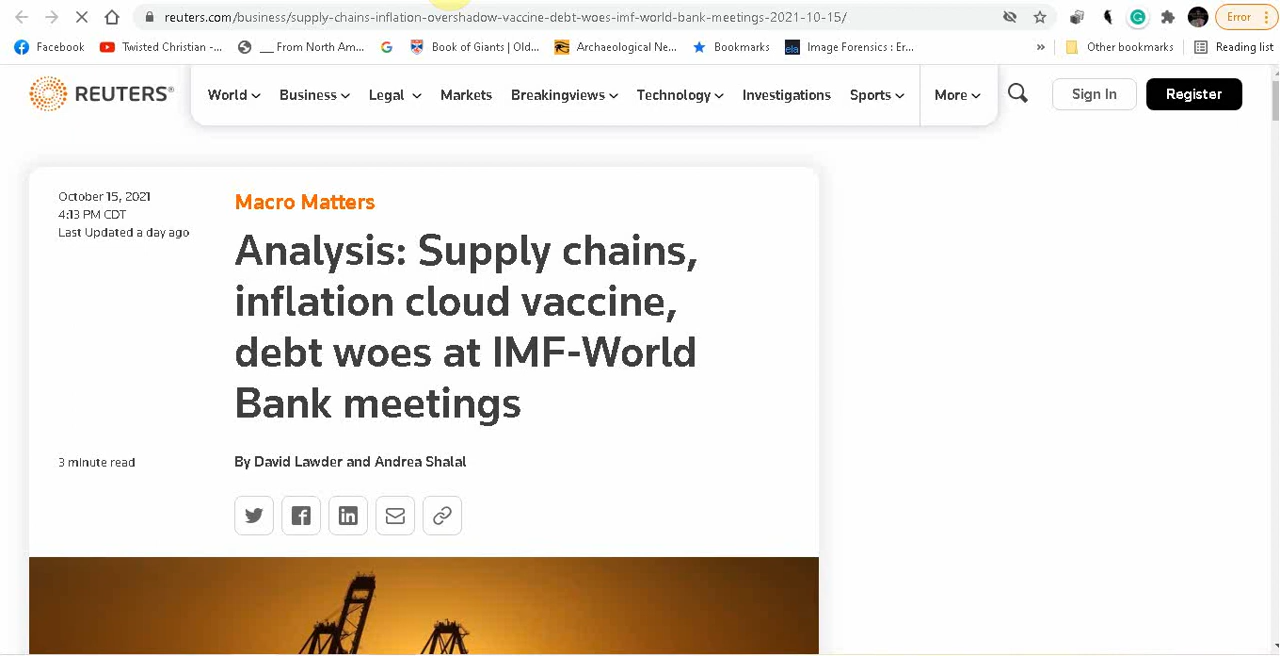 reuters.com/business/supply-chains-inflation-overshadow-vaccine-debt-woes-imf-world-bank-meetings-2021-10-15/
Error
Facebook
Twisted Christian -...
__ From North Am...
Book of Giants | Old...
Archaeological Ne...
Bookmarks
Image Forensics : Er...
»
Other bookmarks
Reading list
REUTERS®
World
Business
Legal
Markets
Breakingviews
Technology
Investigations
Sports
More
Sign In
Register
October 15, 2021
4:13 PM CDT
Last Updated a day ago
Macro Matters
Analysis: Supply chains,
inflation cloud vaccine,
debt woes at IMF-World
Bank meetings
3 minute read
By David Lawder and Andrea Shalal